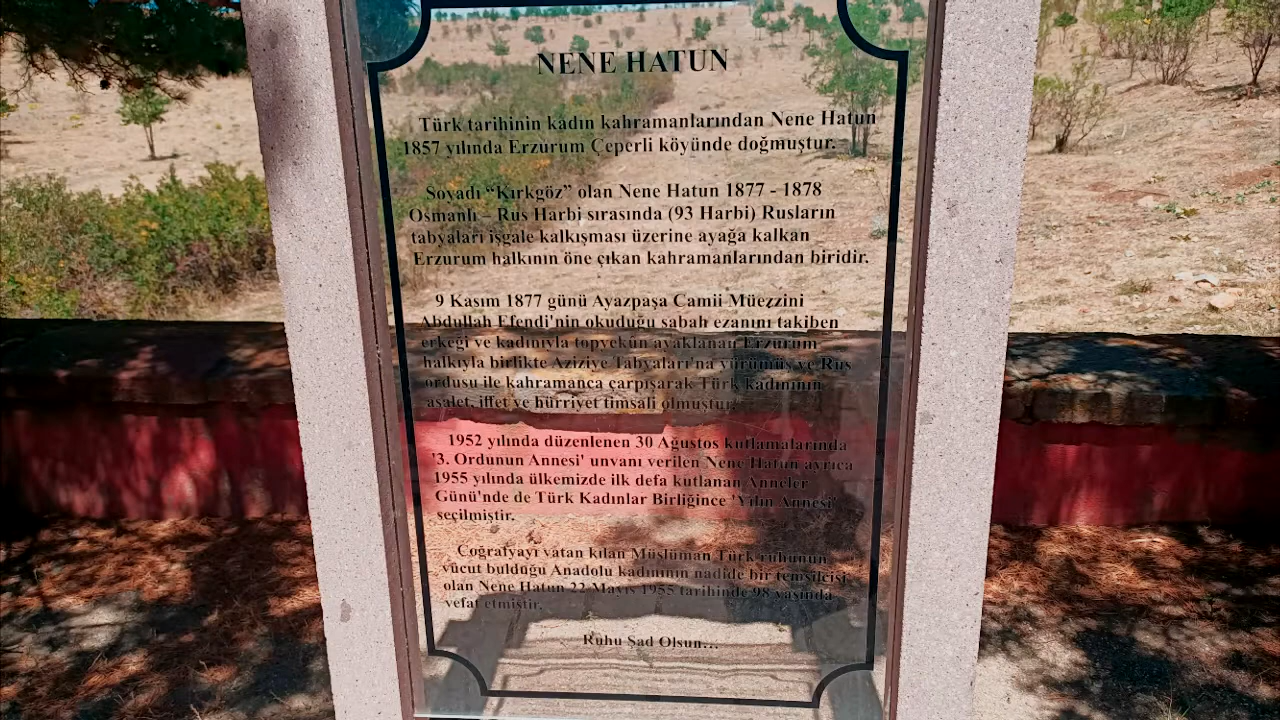 NENE HATUN
Türk tarihinin kadın kahramanlarından Nene Hatun
1857 yılında Erzurum Çeperli köyünde doğmuştur.
Soyadı “Kırkgöz” olan Nene Hatun 1877 - 1878
Osmanlı – Rus Harbi sırasında (93 Harbi) Rusların
tabyaları işgale kalkışması üzerine ayağa kalkan
Erzurum halkının öne çıkan kahramanlarından biridir.
9 Kasım 1877 günü Ayazpaşa Camii Müezzini
Abdullah Efendi'nin okuduğu sabah ezanını takiben
erkeği ve kadınıyla topyekün ayaklanan Erzurum
halkıyla birlikte Aziziye Tabyaları'na yürümüş ve Rus
ordusu ile kahramanca çarpışarak Türk kadınının
asalet, iffet ve hürriyet timsali olmuştur.
1952 yılında düzenlenen 30 Ağustos kutlamalarında
'3. Ordunun Annesi' unvanı verilen Nene Hatun ayrıca
1955 yılında ülkemizde ilk defa kutlanan Anneler
Günü'nde de Türk Kadınlar Birliğince 'Yılın Annesi'
seçilmiştir.
Coğrafyayı vatan kılan Müslüman Türk ruhunun
vücut bulduğu Anadolu kadınının nadide bir temsilcisi
olan Nene Hatun 22 Mayıs 1955 tarihinde 98 yaşında
vefat etmiştir.
Ruhu Şad Olsun…